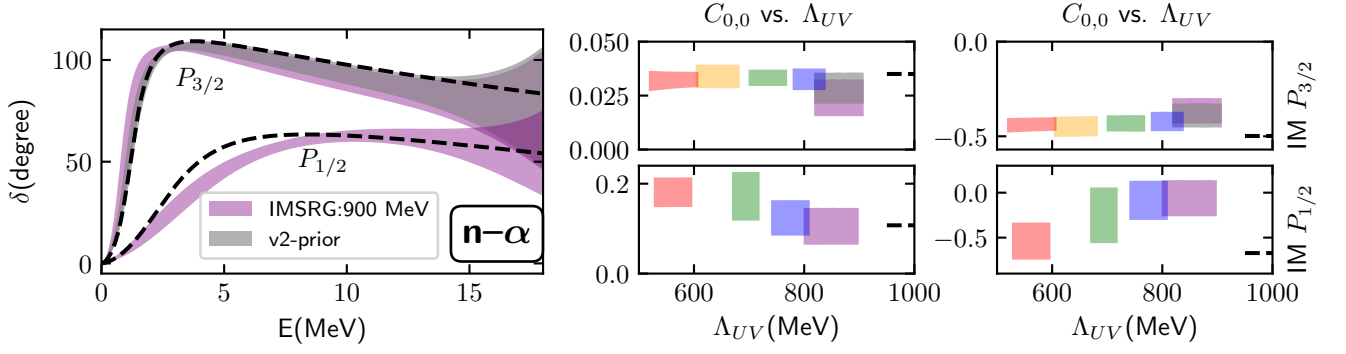 C0,0 vs. ΛUV
C0,0 vs. ΛUV
δ(degree)
100
50
0
P3/2
P1/2
IMSRG:900 MeV
v2-prior
n−α
0
5
10
15
E(MeV)
0.050
0.025
0.000
0.2
0.0
600
800
1000
ΛUV(MeV)
0.0
−0.5
0.0
−0.5
600
800
1000
ΛUV(MeV)
IM P3/2
IM P1/2